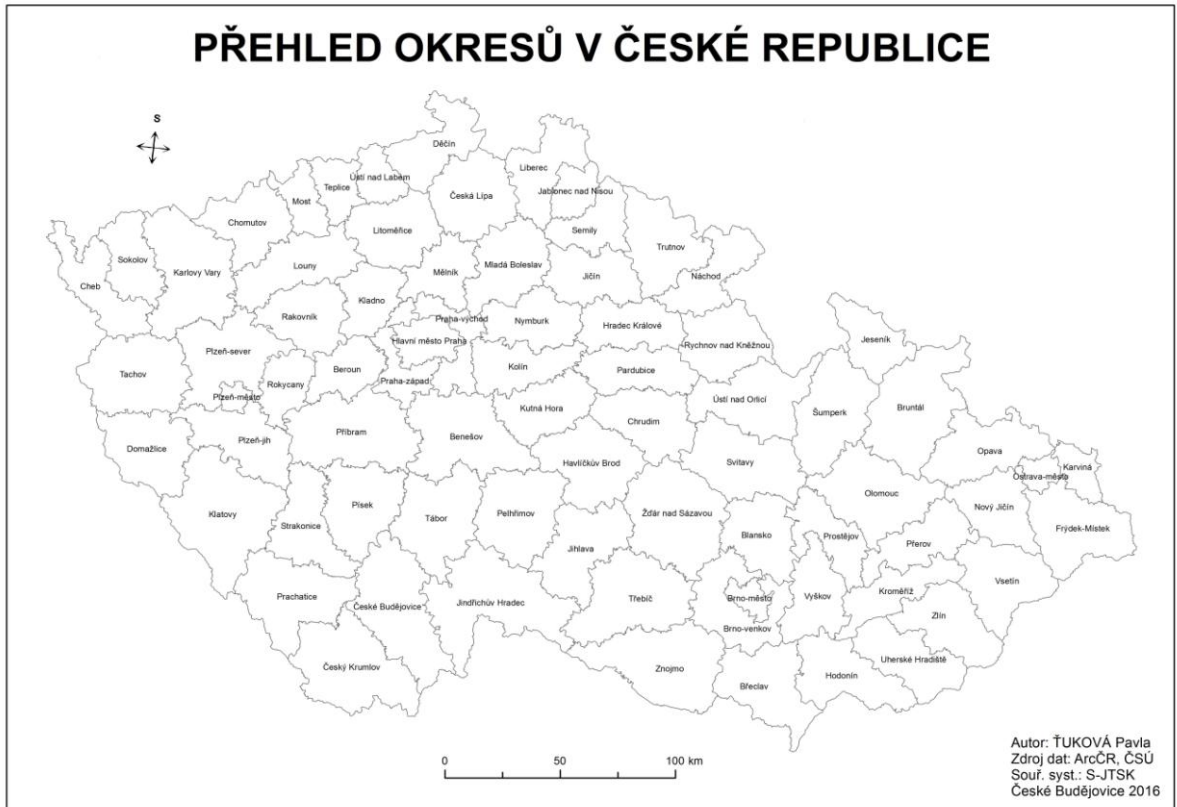 PŘEHLED OKRESŮ V ČESKÉ REPUBLICE
S
Děčín
Liberec
Ústí nad Labem
Teplice
Jablonec nad Nisou
Česká Lípa
Most
Chomutov
Litoměřice
Semily
Trutnov
Sokolov
Karlovy Vary
Louny
Mělník
Mladá Boleslav
Jičín
Náchod
Cheb
Kladno
Rakovník
Praha-východ
Nymburk
Hradec Králové
Hlavní město Praha
Rychnov nad Kněžnou
Jeseník
Plzeň-sever
Tachov
Rokycany
Beroun
Kolín
Pardubice
Praha-západ
Plzeň-město
Ústí nad Orlicí
Kutná Hora
Šumperk
Bruntál
Chrudim
Příbram
Benešov
Plzeň-jih
Domažlice
Opava
Havlíčkův Brod
Svitavy
Karviná
Ostrava-město
Olomouc
Nový Jičín
Klatovy
Písek
Tábor
Pelhřimov
Žďár nad Sázavou
Strakonice
Frýdek-Místek
Blansko
Prostějov
Přerov
Jihlava
Vsetín
Kroměříž
Prachatice
České Budějovice
Jindřichův Hradec
Třebíč
Brno-město
Vyškov
Zlín
Brno-venkov
Uherské Hradiště
Český Krumlov
Znojmo
Hodonín
Břeclav
0 50 100 km
Autor: ŤUKOVÁ Pavla
Zdroj dat: ArcČR, ČSÚ
Souř. syst.: S-JTSK
České Budějovice 2016